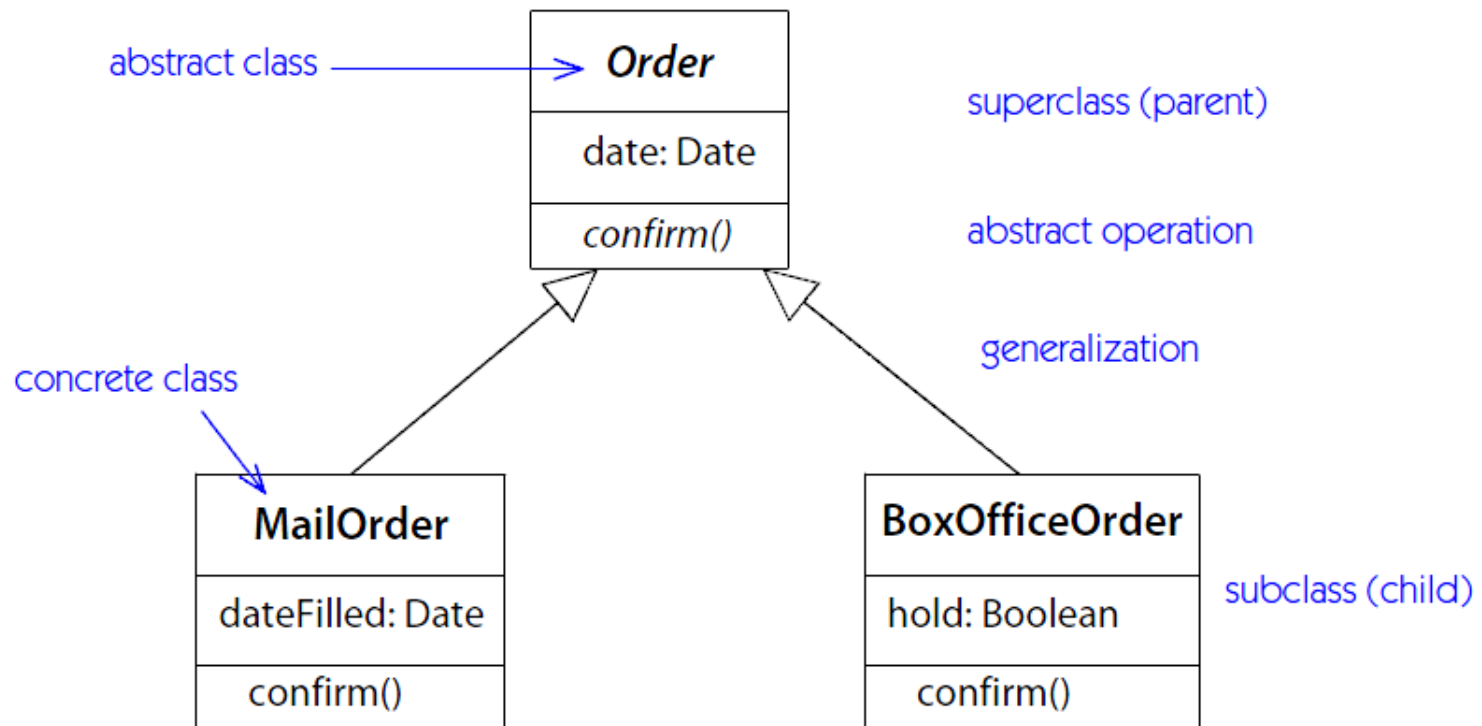 abstract class
Order
superclass (parent)
date: Date
confirm()
abstract operation
generalization
concrete class
MailOrder
BoxOfficeOrder
dateFilled: Date
hold: Boolean
subclass (child)
confirm()
confirm()